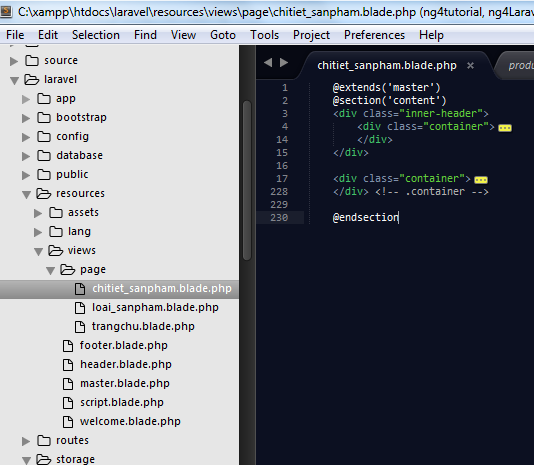 C:\xampp\htdocs\laravel\resources\views\page\chitiet_sanpham.blade.php (ng4tutorial, ng4Lara
File Edit Selection Find View Goto Tools Project Preferences Help
source
laravel
app
bootstrap
config
database
public
resources
assets
lang
views
page
chitiet_sanpham.blade.php
loai_sanpham.blade.php
trangchu.blade.php
footer.blade.php
header.blade.php
master.blade.php
script.blade.php
welcome.blade.php
routes
storage
chitiet_sanpham.blade.php × produ
1 @extends('master')
2 @section('content')
3 <div class="inner-header">
4 <div class="container">
14 </div>
15 </div>
16
17 <div class="container">
228 </div> <!-- .container -->
229
230 @endsection